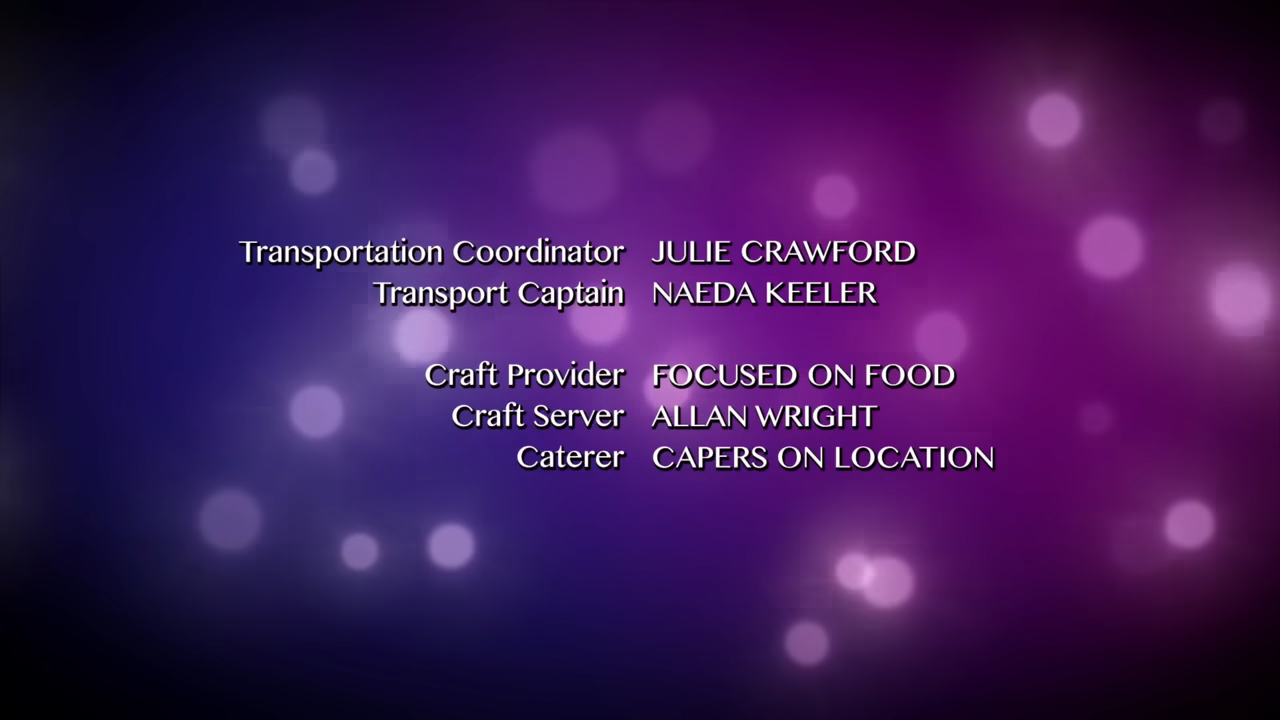 Transportation Coordinator JULIE CRAWFORD
Transport Captain NAEDA KEELER
Craft Provider FOCUSED ON FOOD
Craft Server ALLAN WRIGHT
Caterer CAPERS ON LOCATION